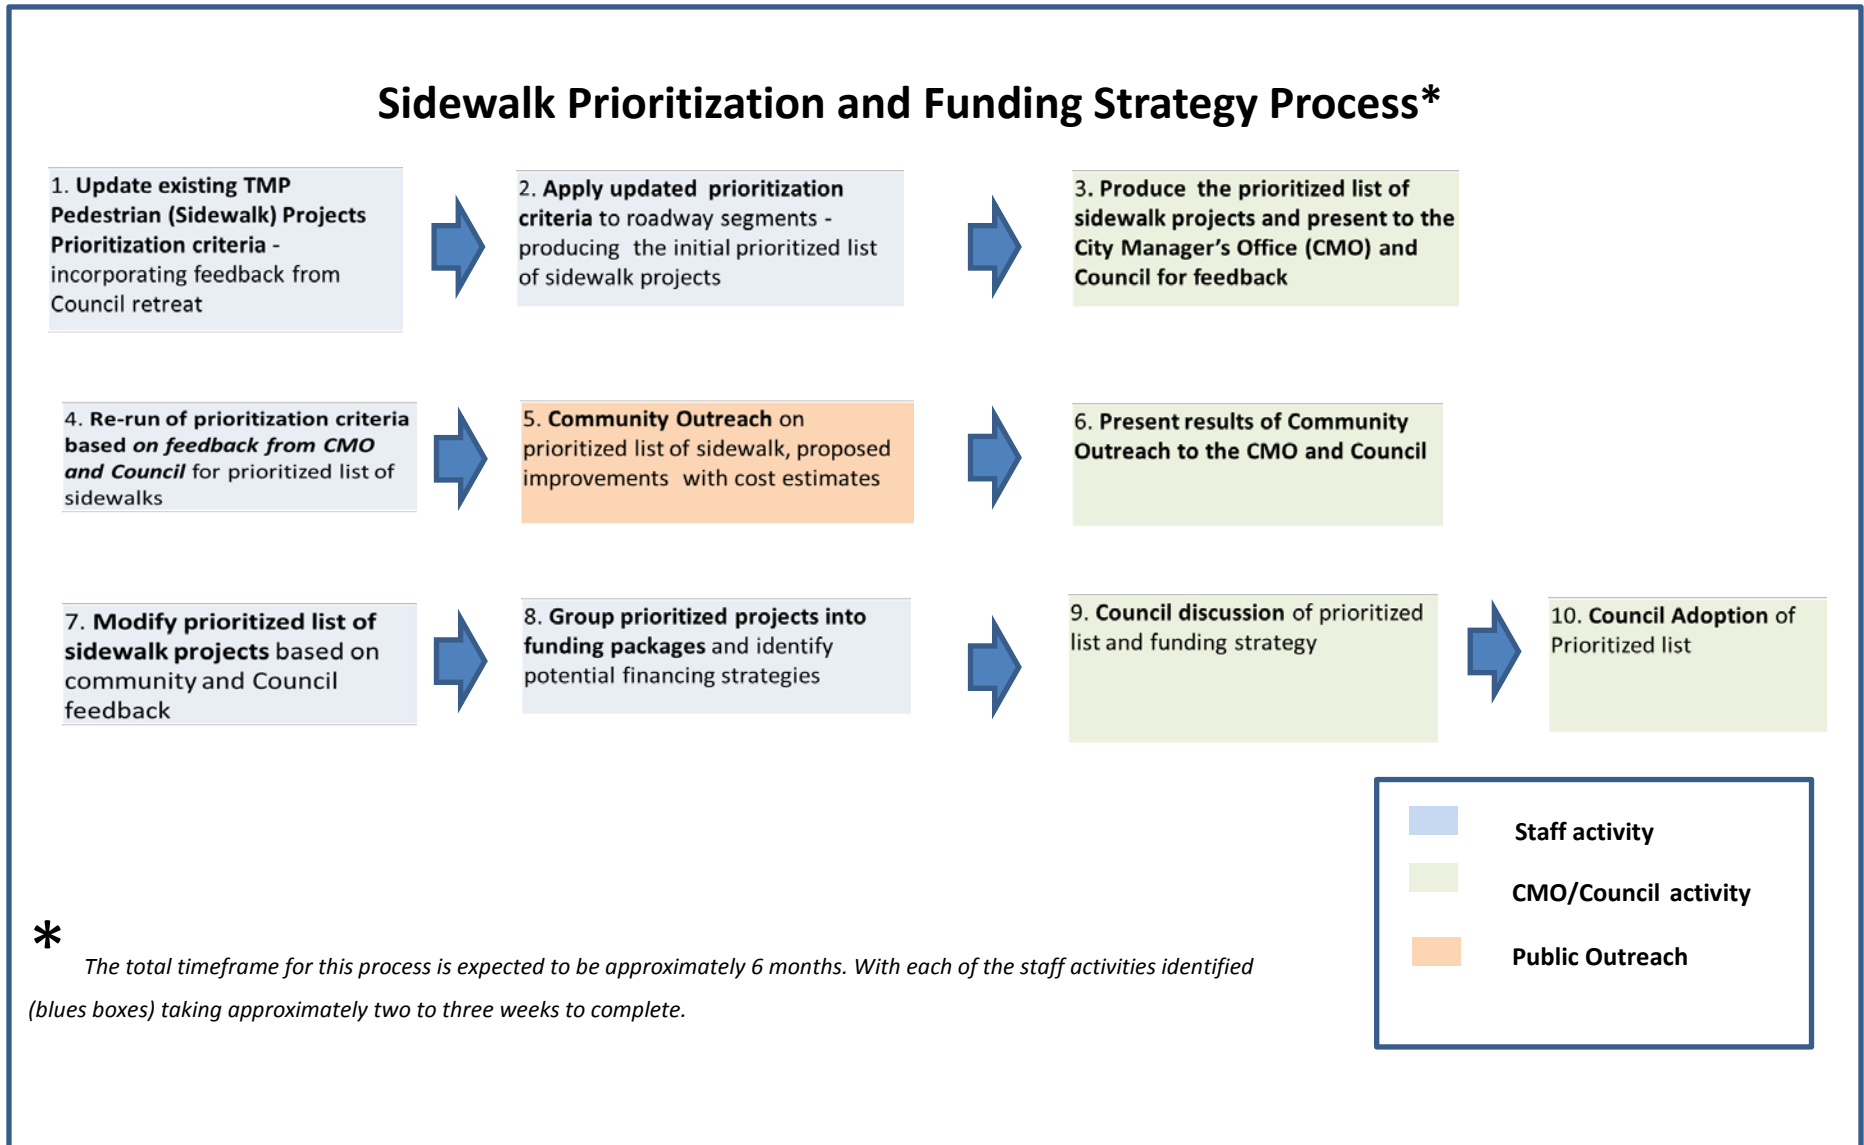 Sidewalk Prioritization and Funding Strategy Process*
1. Update existing TMP
Pedestrian (Sidewalk) Projects
Prioritization criteria -
incorporating feedback from
Council retreat
2. Apply updated prioritization
criteria to roadway segments -
producing the initial prioritized list
of sidewalk projects
3. Produce the prioritized list of
sidewalk projects and present to the
City Manager’s Office (CMO) and
Council for feedback
4. Re-run of prioritization criteria
based on feedback from CMO
and Council for prioritized list of
sidewalks
5. Community Outreach on
prioritized list of sidewalk, proposed
improvements with cost estimates
6. Present results of Community
Outreach to the CMO and Council
7. Modify prioritized list of
sidewalk projects based on
community and Council
feedback
8. Group prioritized projects into
funding packages and identify
potential financing strategies
9. Council discussion of prioritized
list and funding strategy
10. Council Adoption of
Prioritized list
Staff activity
CMO/Council activity
Public Outreach
* The total timeframe for this process is expected to be approximately 6 months. With each of the staff activities identified
(blues boxes) taking approximately two to three weeks to complete.